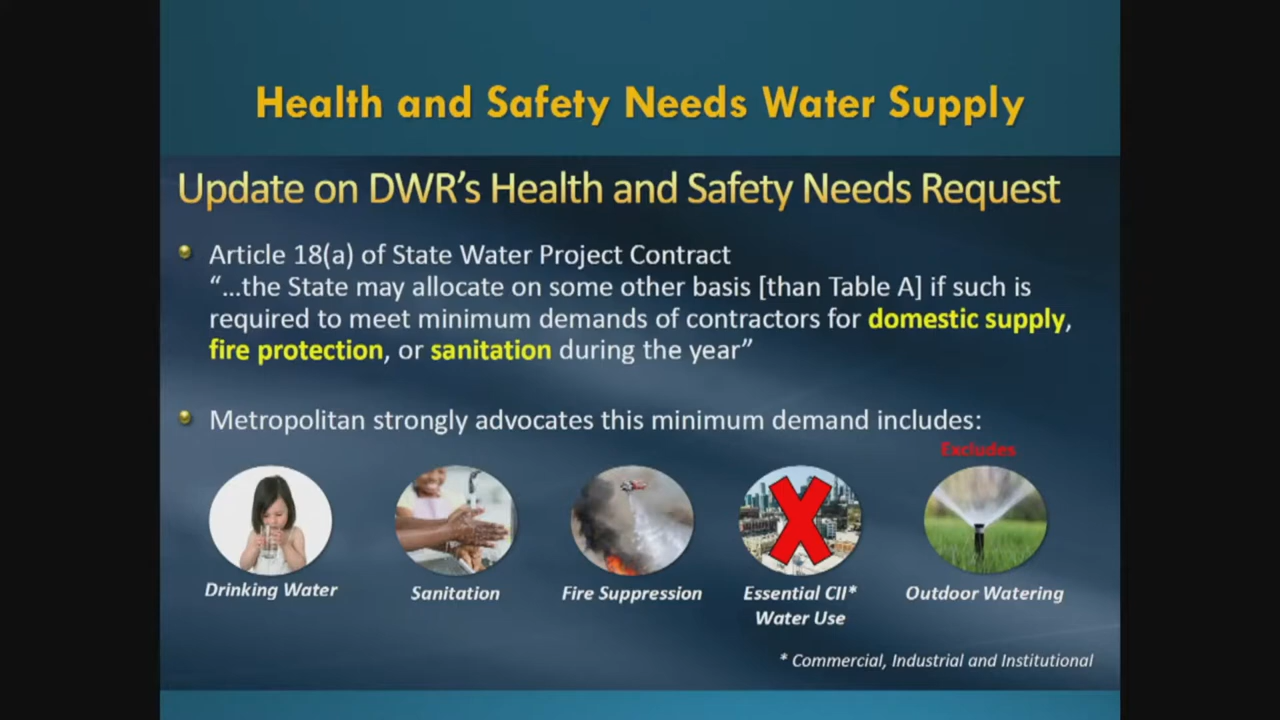 Health and Safety Needs Water Supply
Update on DWR's Health and Safety Needs Request
Article 18(a) of State Water Project Contract
“...the State may allocate on some other basis [than Table A] if such is
required to meet minimum demands of contractors for domestic supply,
fire protection, or sanitation during the year”
Metropolitan strongly advocates this minimum demand includes:
Excludes
Drinking Water
Sanitation
Fire Suppression
Essential CII*
Water Use
Outdoor Watering
* Commercial, Industrial and Institutional